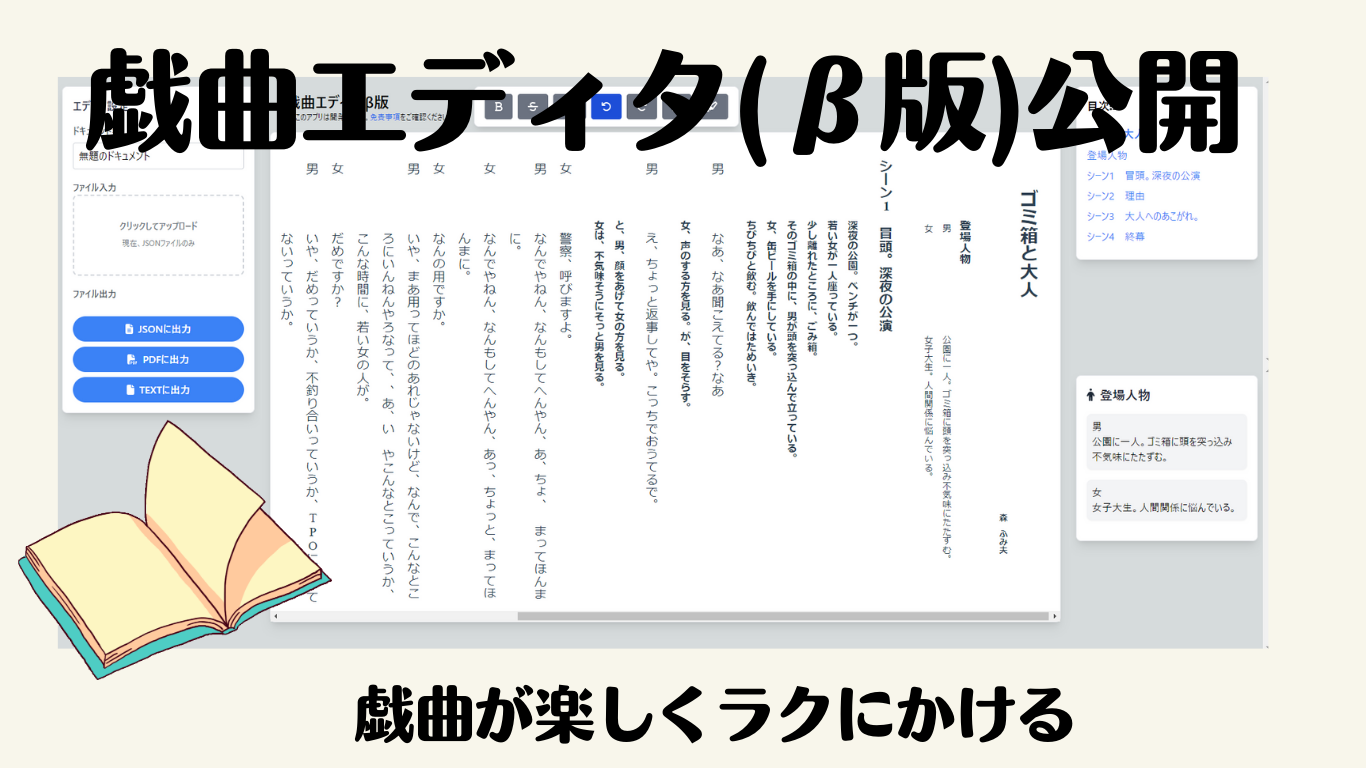 戯曲エディタ(β版)公開
ドキュメント
無題のドキュメント
ファイル入力
クリックしてアップロード
現在、JSONファイルのみ
ファイル出力
JSONに出力
PDFに出力
TEXTに出力
B
S
免責事項をご確認ください
ゴミ箱と大人
森 ふみ夫
登場人物
男 公園に一人。ゴミ箱に頭を突っ込み不気味にたたずむ。
女 女子大生。人間関係に悩んでいる。
シーン1 冒頭。深夜の公演
深夜の公園。ベンチが一つ。
若い女が一人座っている。
少し離れたところに、ごみ箱。
そのゴミ箱の中に、男が頭を突っ込んで立っている。
女、缶ビールを手にしている。
ちびちびと飲む。飲んではためいき。
男 なあ、なあ聞こえてる?なあ
女、声のする方を見る。が、目をそらす。
男 え、ちょっと返事してや。こっちでおうてるで。
と、男、顔をあげて女の方を見る。
女は、不気味そうにそっと男を見る。
女 警察、呼びますよ。
男 なんでやねん、なんもしてへんやん、あ、ちょ、 まってほんま
に。
女 なんでやねん、なんもしてへんやん、あっ、ちょっと、まってほ
んまに。
女 なんの用ですか。
男 いや、まあ用ってほどのあれじゃないけど、なんで、こんなとこ
ろにいんねんやろなって、、あ、い やこんなとこっていうか、
こんな時間に、若い女の人が。
女 だめですか?
男 いや、だめっていうか、不釣り合いっていうか、TPO
て
ないっていうか。
目次
登場人物
シーン1 冒頭。深夜の公演
シーン2 理由
シーン3 大人へのあこがれ。
シーン4 終幕
登場人物
男
公園に一人。ゴミ箱に頭を突っ込み
不気味にたたずむ。
女
女子大生。人間関係に悩んでいる。
戯曲が楽しくラクにかける